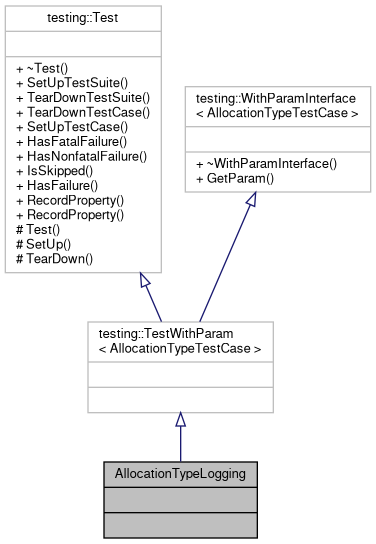 testing::Test
+ ~Test()
+ SetUpTestSuite()
+ TearDownTestSuite()
+ TearDownTestCase()
+ SetUpTestCase()
+ HasFatalFailure()
+ HasNonfatalFailure()
+ IsSkipped()
+ HasFailure()
+ RecordProperty()
+ RecordProperty()
# Test()
# SetUp()
# TearDown()
testing::WithParamInterface
< AllocationTypeTestCase >
+ ~WithParamInterface()
+ GetParam()
testing::TestWithParam
< AllocationTypeTestCase >
AllocationTypeLogging